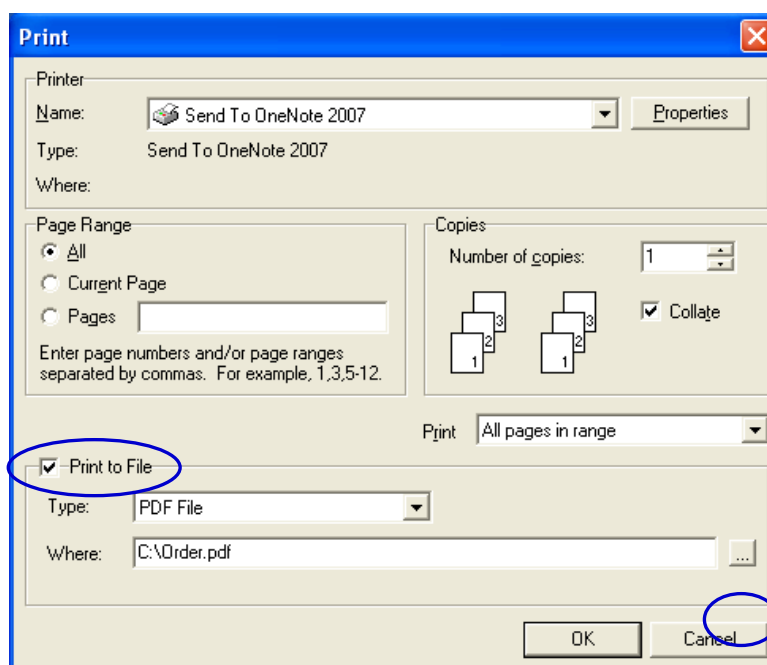 Print
Printer
Name: Send To OneNote 2007 Properties
Type: Send To OneNote 2007
Where:
Page Range
All
Current Page
Pages
Enter page numbers and/or page ranges
separated by commas. For example, 1,3,5-12.
Copies
Number of copies: 1
Collate
1 2 3 1 2 3
Print All pages in range
Print to File
Type: PDF File
Where: C:\Order.pdf ...
OK Cancel